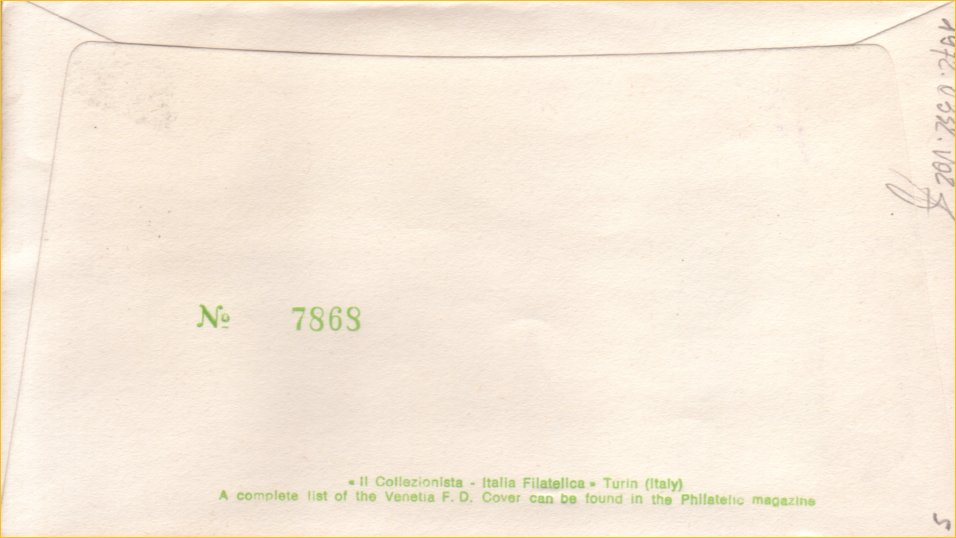 № 7868
« Il Collezionista - Italia Filatelica » Turin (Italy)
A complete list of the Venetia F. D. Cover can be found in the Philatelic magazine
5